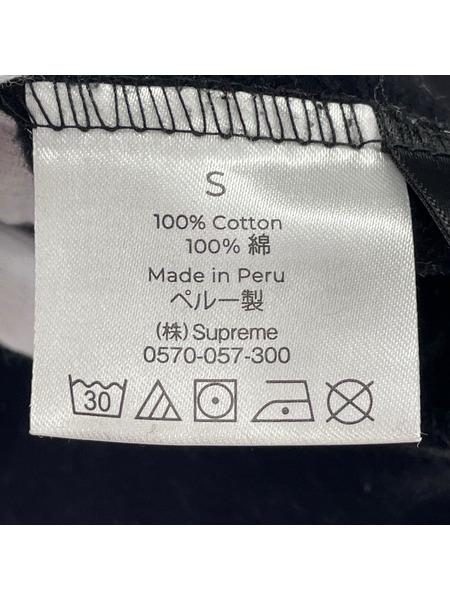 S
100% Cotton
100% 綿
Made in Peru
ペルー製
(株) Supreme
0570-057-300
30